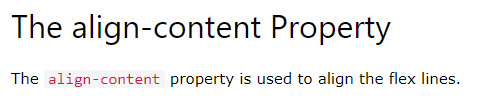 The align-content Property
The align-content property is used to align the flex lines.